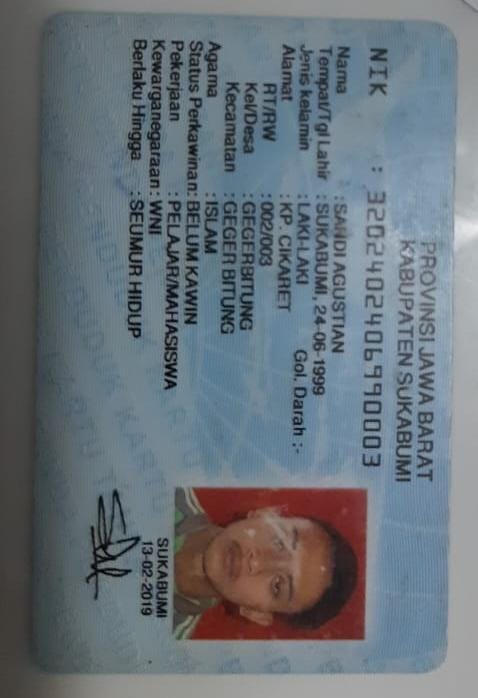 PROVINSI JAWA BARAT
KABUPATEN SUKABUMI
NIK : 3202402406990003
Nama : SANDI AGUSTIAN
Tempat/Tgl Lahir : SUKABUMI, 24-06-1999
Jenis kelamin : LAKI-LAKI Gol. Darah : -
Alamat : KP. CIKARET
RT/RW : 002/003
Kel/Desa : GEGERBITUNG
Kecamatan : GEGER BITUNG
Agama : ISLAM
Status Perkawinan: BELUM KAWIN
Pekerjaan : PELAJAR/MAHASISWA
Kewarganegaraan: WNI
Berlaku Hingga : SEUMUR HIDUP
SUKABUMI
13-02-2019